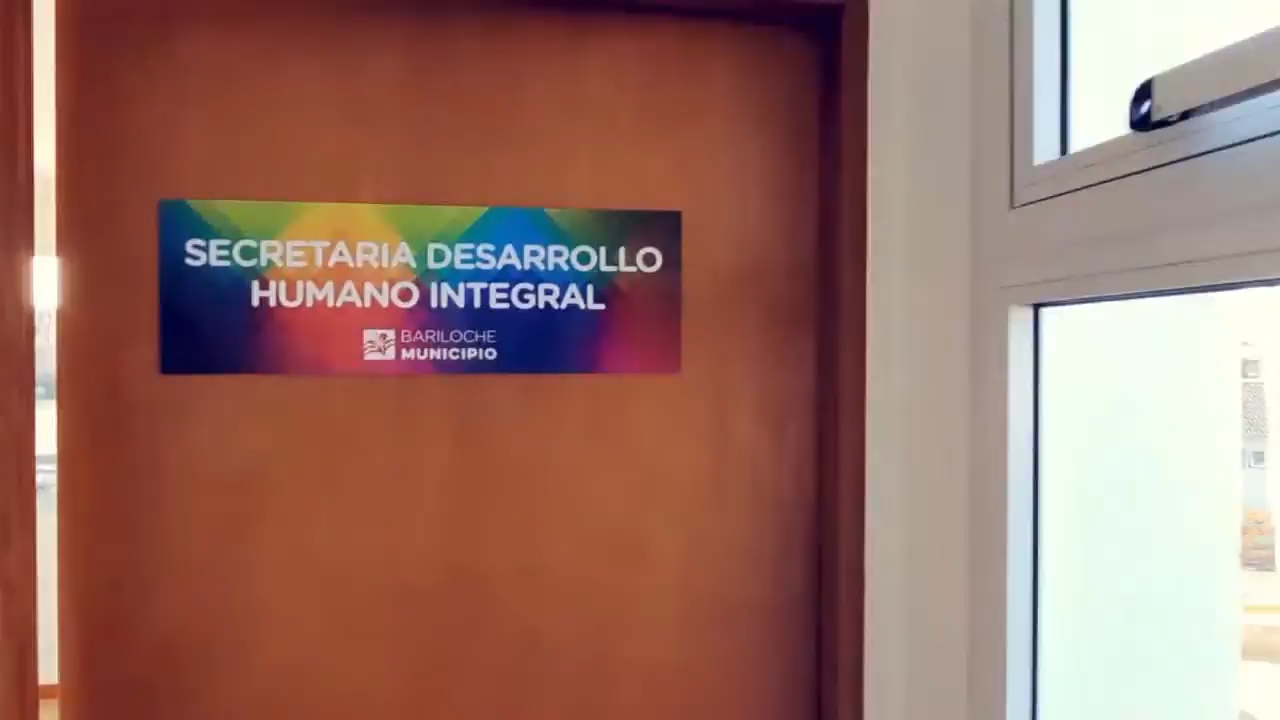 SECRETARIA DESARROLLO
HUMANO INTEGRAL
BARILOCHE
MUNICIPIO